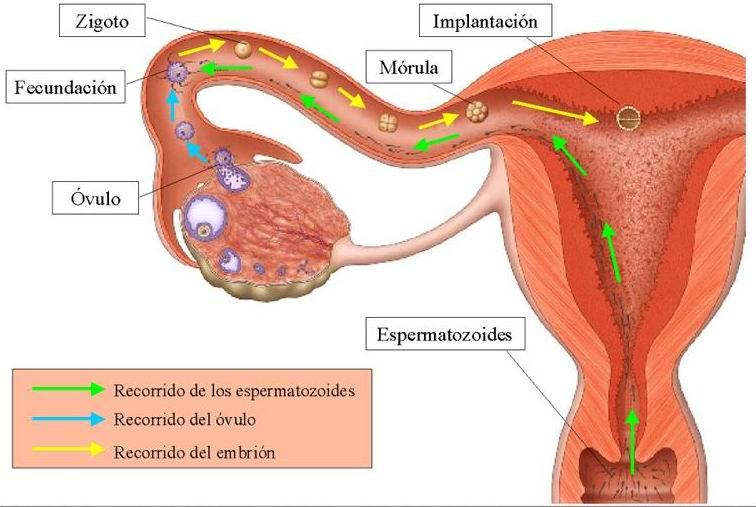 Zigoto
Implantación
Mórula
Fecundación
Óvulo
Espermatozoides
Recorrido de los espermatozoides
Recorrido del óvulo
Recorrido del embrión